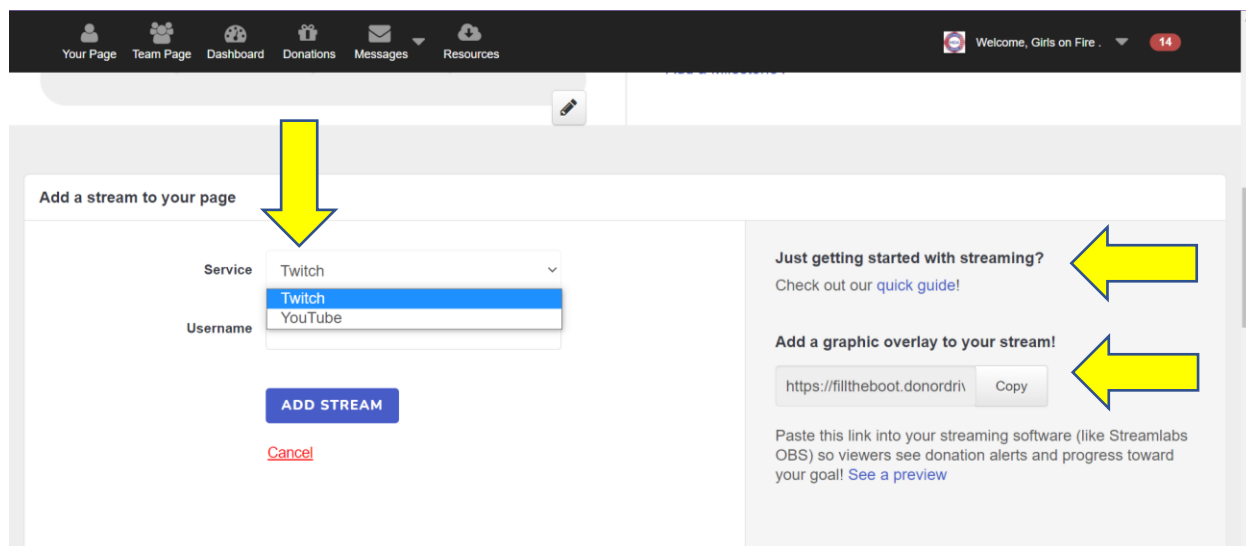 Your Page Team Page Dashboard Donations Messages Resources
Welcome, Girls on Fire . 14
Add a stream to your page
Service Twitch
Twitch
YouTube
Username
ADD STREAM
Cancel
Just getting started with streaming?
Check out our quick guide!
Add a graphic overlay to your stream!
https://filltheboot.donordriv Copy
Paste this link into your streaming software (like Streamlabs
OBS) so viewers see donation alerts and progress toward
your goal! See a preview